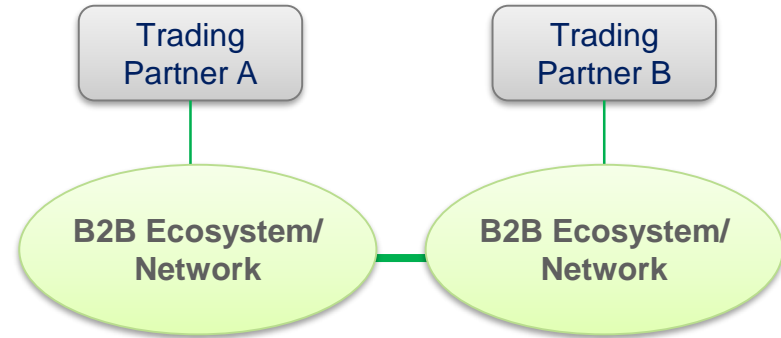 Trading
Partner A
Trading
Partner B
B2B Ecosystem/
Network
B2B Ecosystem/
Network